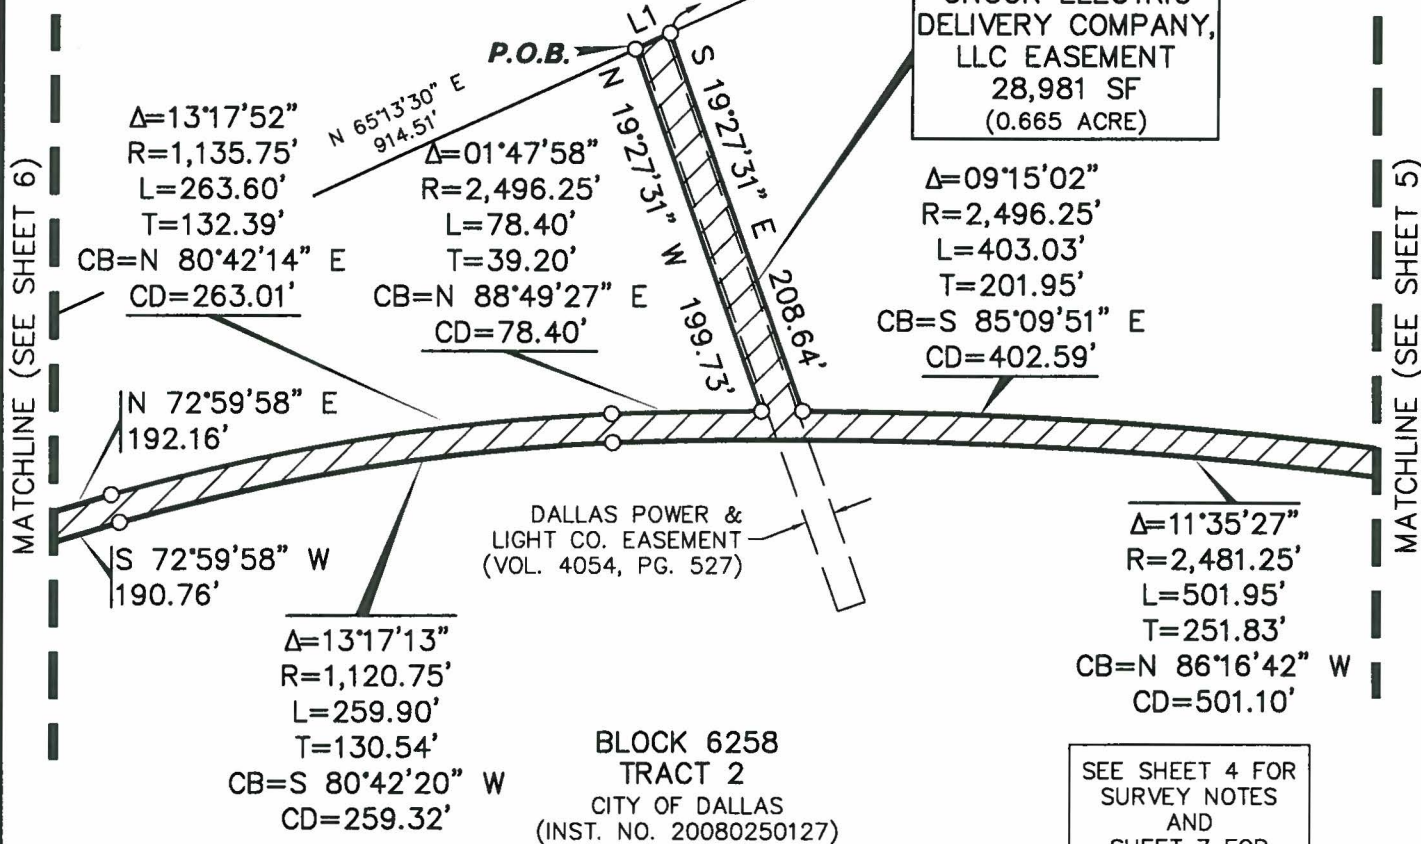 L1
P.O.B.
DELIVERY COMPANY,
LLC EASEMENT
28,981 SF
(0.665 ACRE)
N 65°13'30" E
914.51'
Δ=13°17'52"
R=1,135.75'
L=263.60'
T=132.39'
CB=N 80°42'14" E
CD=263.01'
Δ=01°47'58"
R=2,496.25'
L=78.40'
T=39.20'
CB=N 88°49'27" E
CD=78.40'
N 19°27'31" W 199.73'
S 19°27'31" E 208.64'
Δ=09°15'02"
R=2,496.25'
L=403.03'
T=201.95'
CB=S 85°09'51" E
CD=402.59'
MATCHLINE (SEE SHEET 6)
MATCHLINE (SEE SHEET 5)
N 72°59'58" E
192.16'
S 72°59'58" W
190.76'
DALLAS POWER &
LIGHT CO. EASEMENT
(VOL. 4054, PG. 527)
Δ=13°17'13"
R=1,120.75'
L=259.90'
T=130.54'
CB=S 80°42'20" W
CD=259.32'
Δ=11°35'27"
R=2,481.25'
L=501.95'
T=251.83'
CB=N 86°16'42" W
CD=501.10'
BLOCK 6258
TRACT 2
CITY OF DALLAS
(INST. NO. 20080250127)
SEE SHEET 4 FOR
SURVEY NOTES
AND
SHEET 7 FOR